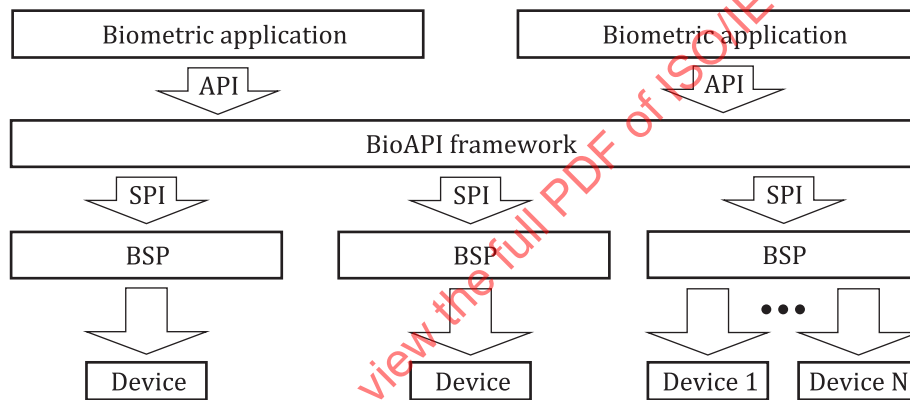 Biometric application Biometric application
API API
BioAPI framework
SPI SPI SPI
BSP BSP BSP
•••
Device Device Device 1 Device N
view the full PDF of ISO/IE